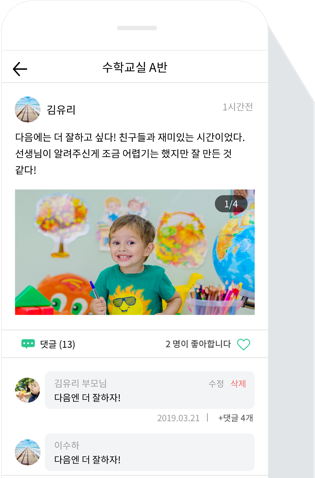 수학교실 A반
김유리
1시간전
다음에는 더 잘하고 싶다! 친구들과 재미있는 시간이었다.
선생님이 알려주신게 조금 어렵기는 했지만 잘 만든 것
같다!
1/4
댓글 (13)
2 명이 좋아합니다
김유리 부모님
수정 삭제
다음엔 더 잘하자!
2019.03.21 | +댓글 4개
이수하
다음엔 더 잘하자!